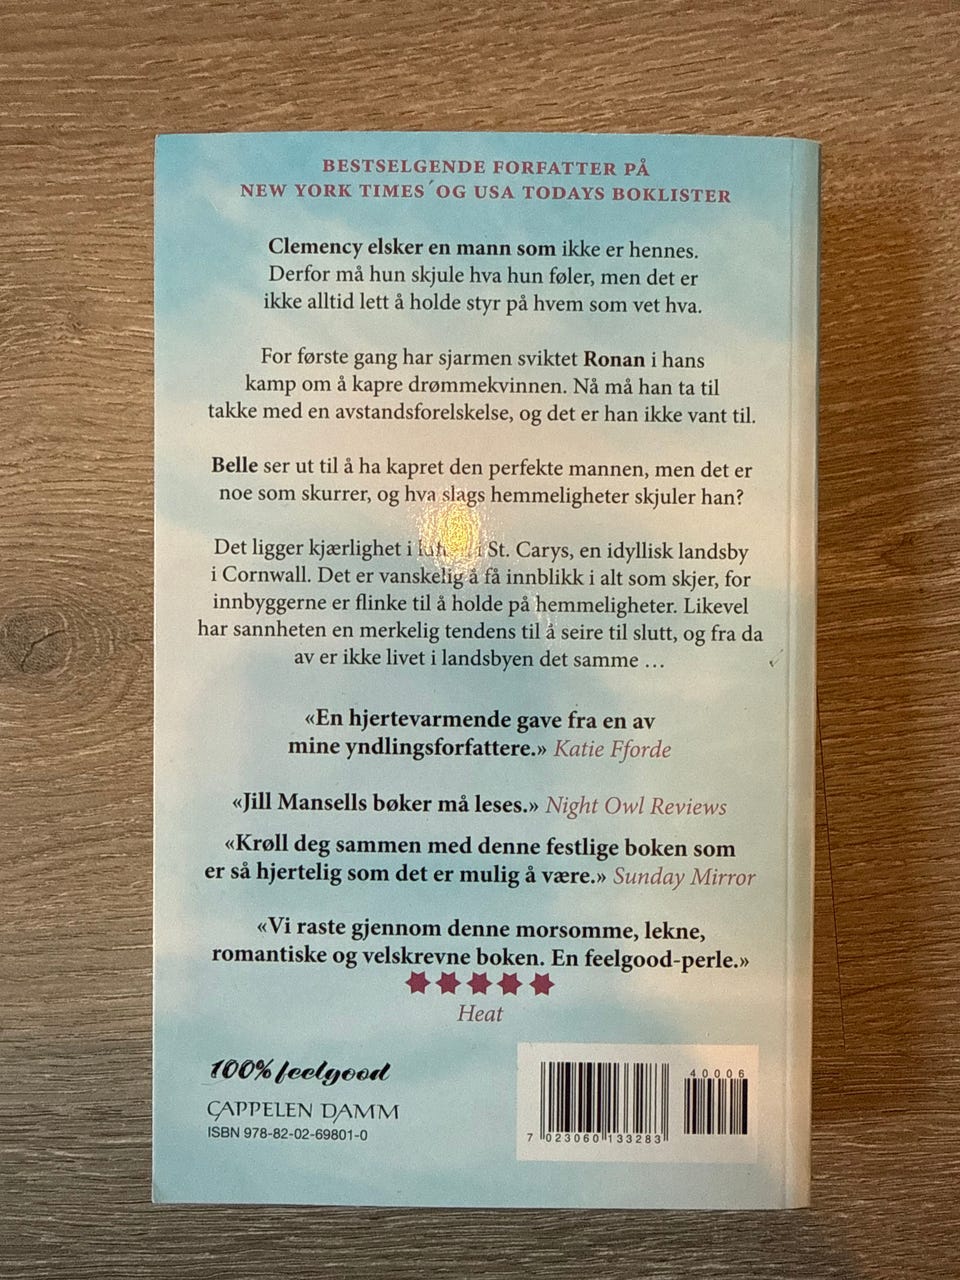 BESTSELGENDE FORFATTER PÅ
NEW YORK TIMES´OG USA TODAYS BOKLISTER
Clemency elsker en mann som ikke er hennes.
Derfor må hun skjule hva hun føler, men det er
ikke alltid lett å holde styr på hvem som vet hva.
For første gang har sjarmen sviktet Ronan i hans
kamp om å kapre drømmekvinnen. Nå må han ta til
takke med en avstandsforelskelse, og det er han ikke vant til.
Belle ser ut til å ha kapret den perfekte mannen, men det er
noe som skurrer, og hva slags hemmeligheter skjuler han?
Det ligger kjærlighet i i St. Carys, en idyllisk landsby
i Cornwall. Det er vanskelig å få innblikk i alt som skjer, for
innbyggerne er flinke til å holde på hemmeligheter. Likevel
har sannheten en merkelig tendens til å seire til slutt, og fra da
av er ikke livet i landsbyen det samme …
«En hjertevarmende gave fra en av
mine yndlingsforfattere.» Katie Fforde
«Jill Mansells bøker må leses.» Night Owl Reviews
«Krøll deg sammen med denne festlige boken som
er så hjertelig som det er mulig å være.» Sunday Mirror
«Vi raste gjennom denne morsomme, lekne,
romantiske og velskrevne boken. En feelgood-perle.»
Heat
100% feelgood
CAPPELEN DAMM
ISBN 978-82-02-69801-0
40006
7 023060 133283